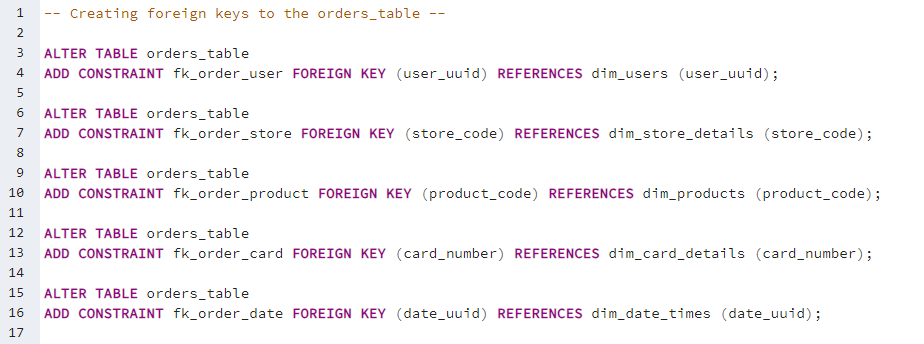 1 -- Creating foreign keys to the orders_table --
2
3 ALTER TABLE orders_table
4 ADD CONSTRAINT fk_order_user FOREIGN KEY (user_uuid) REFERENCES dim_users (user_uuid);
5
6 ALTER TABLE orders_table
7 ADD CONSTRAINT fk_order_store FOREIGN KEY (store_code) REFERENCES dim_store_details (store_code);
8
9 ALTER TABLE orders_table
10 ADD CONSTRAINT fk_order_product FOREIGN KEY (product_code) REFERENCES dim_products (product_code);
11
12 ALTER TABLE orders_table
13 ADD CONSTRAINT fk_order_card FOREIGN KEY (card_number) REFERENCES dim_card_details (card_number);
14
15 ALTER TABLE orders_table
16 ADD CONSTRAINT fk_order_date FOREIGN KEY (date_uuid) REFERENCES dim_date_times (date_uuid);
17